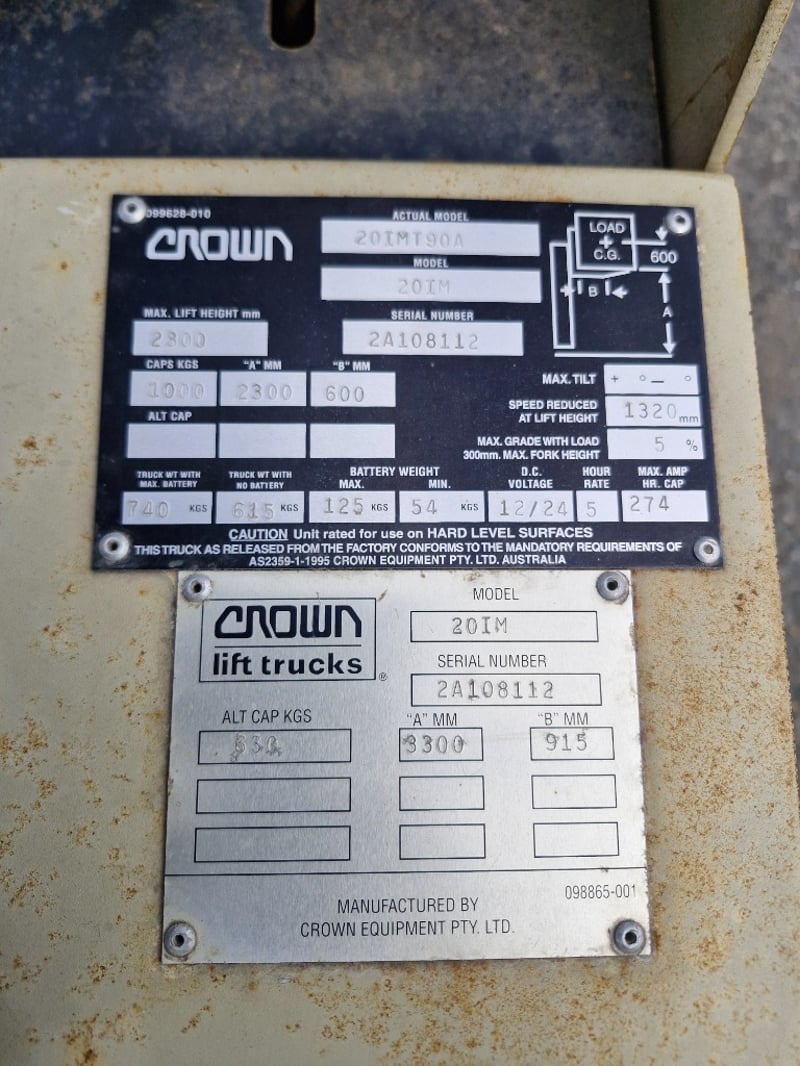 099628-010
CROWN
ACTUAL MODEL
20IMT90A
MODEL
20IM
LOAD
+
C.G.
600
B
A
MAX. LIFT HEIGHT mm
2300
SERIAL NUMBER
2A108112
CAPS KGS "A" MM "B" MM
1000 2300 600
MAX. TILT + ° — °
SPEED REDUCED
AT LIFT HEIGHT 1320 mm
ALT CAP
MAX. GRADE WITH LOAD
300mm. MAX. FORK HEIGHT 5 %
TRUCK WT WITH
MAX. BATTERY
740 KGS
TRUCK WT WITH
NO BATTERY
615 KGS
BATTERY WEIGHT
MAX. MIN.
125 KGS 54 KGS
D.C.
VOLTAGE
12/24
HOUR
RATE
5
MAX. AMP
HR. CAP
274
CAUTION Unit rated for use on HARD LEVEL SURFACES
THIS TRUCK AS RELEASED FROM THE FACTORY CONFORMS TO THE MANDATORY REQUIREMENTS OF
AS2359-1-1995 CROWN EQUIPMENT PTY. LTD. AUSTRALIA
CROWN
lift trucks ®
MODEL
20IM
SERIAL NUMBER
2A108112
ALT CAP KGS "A" MM "B" MM
3300 915
098865-001
MANUFACTURED BY
CROWN EQUIPMENT PTY. LTD.